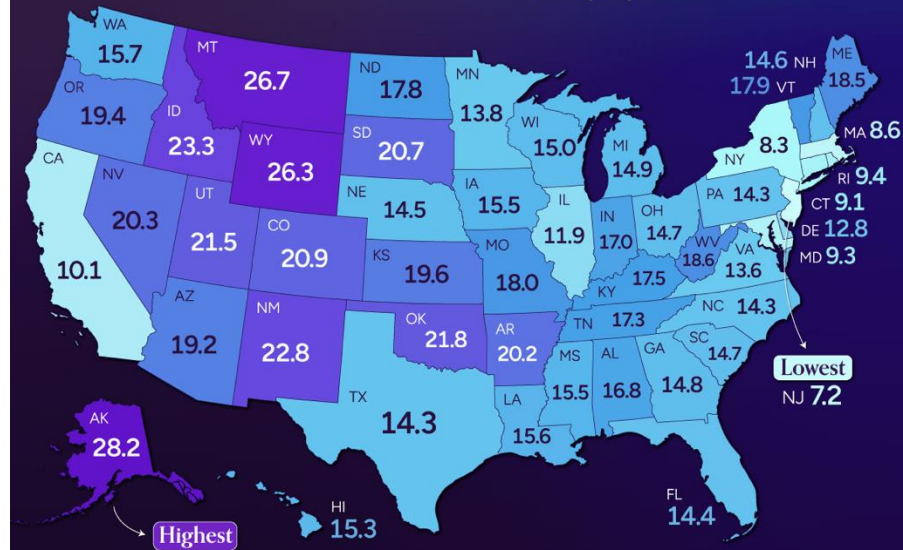 WA
15.7
MT
26.7
ND
17.8
MN
13.8
14.6 NH
17.9 VT
ME
18.5
OR
19.4
ID
23.3
WY
26.3
SD
20.7
WI
15.0
MI
14.9
NY
8.3
MA 8.6
RI 9.4
CT 9.1
DE 12.8
MD 9.3
CA
10.1
NV
20.3
UT
21.5
CO
20.9
NE
14.5
IA
15.5
IL
11.9
IN
17.0
OH
14.7
PA
14.3
WV
18.6
VA
13.6
KS
19.6
MO
18.0
KY
17.5
AZ
19.2
NM
22.8
OK
21.8
AR
20.2
TN
17.3
NC
14.3
SC
14.7
MS
15.5
AL
16.8
GA
14.8
Lowest
NJ 7.2
TX
14.3
LA
15.6
AK
28.2
Highest
HI
15.3
FL
14.4